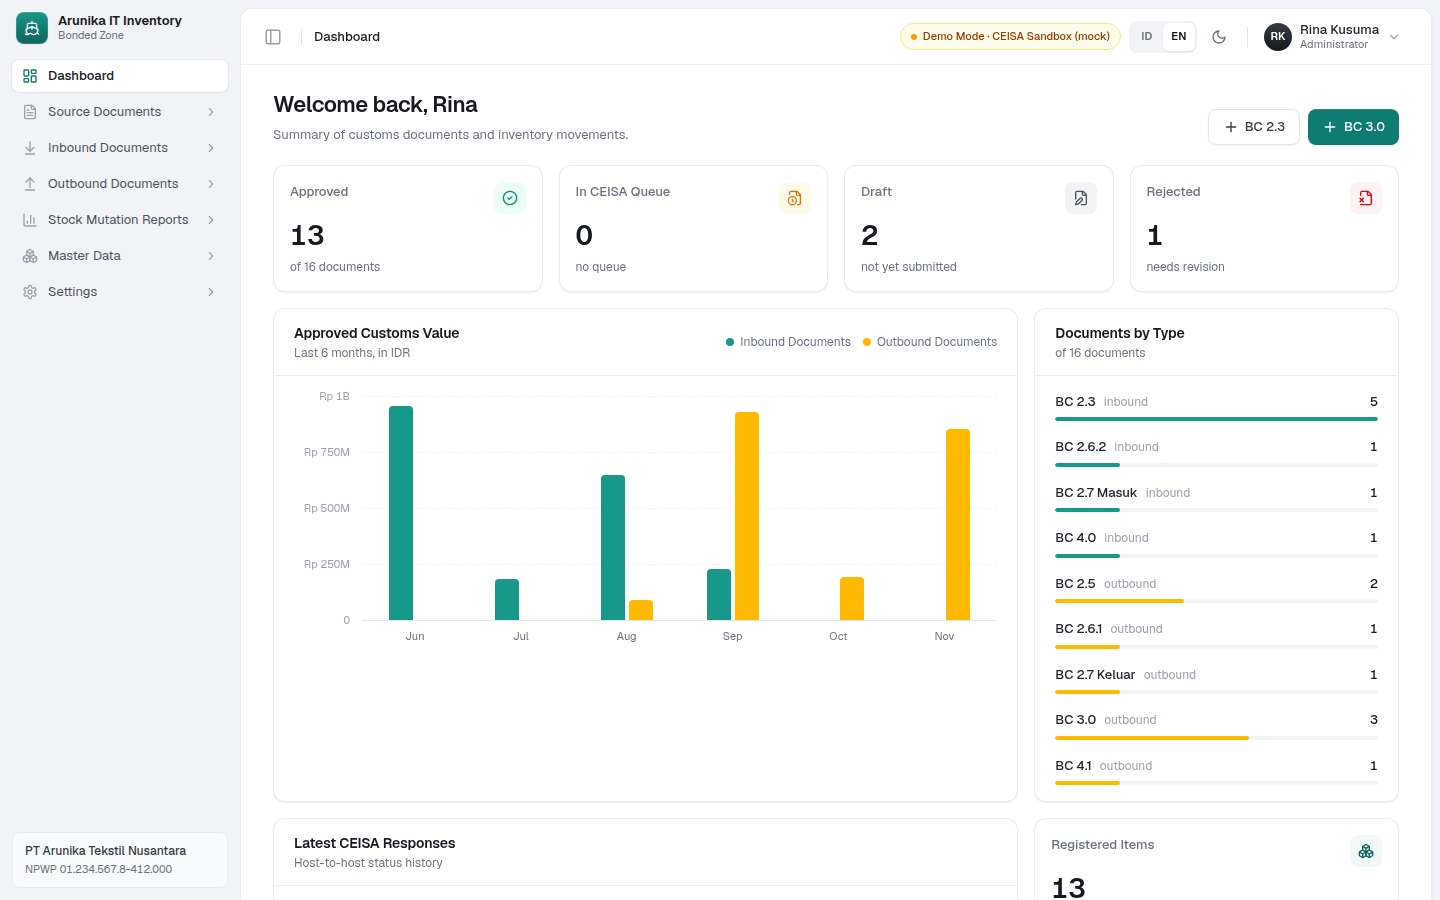 Arunika IT Inventory
Bonded Zone
Dashboard
Source Documents
Inbound Documents
Outbound Documents
Stock Mutation Reports
Master Data
Settings
PT Arunika Tekstil Nusantara
NPWP 01.234.567.8-412.000
Dashboard
Demo Mode · CEISA Sandbox (mock)
ID EN
RK
Rina Kusuma
Administrator
Welcome back, Rina
Summary of customs documents and inventory movements.
BC 2.3
BC 3.0
Approved
13
of 16 documents
In CEISA Queue
0
no queue
Draft
2
not yet submitted
Rejected
1
needs revision
Approved Customs Value
Last 6 months, in IDR
Inbound Documents
Outbound Documents
Rp 1B
Rp 750M
Rp 500M
Rp 250M
0
Jun Jul Aug Sep Oct Nov
Documents by Type
of 16 documents
BC 2.3 inbound 5
BC 2.6.2 inbound 1
BC 2.7 Masuk inbound 1
BC 4.0 inbound 1
BC 2.5 outbound 2
BC 2.6.1 outbound 1
BC 2.7 Keluar outbound 1
BC 3.0 outbound 3
BC 4.1 outbound 1
Latest CEISA Responses
Host-to-host status history
Registered Items
13